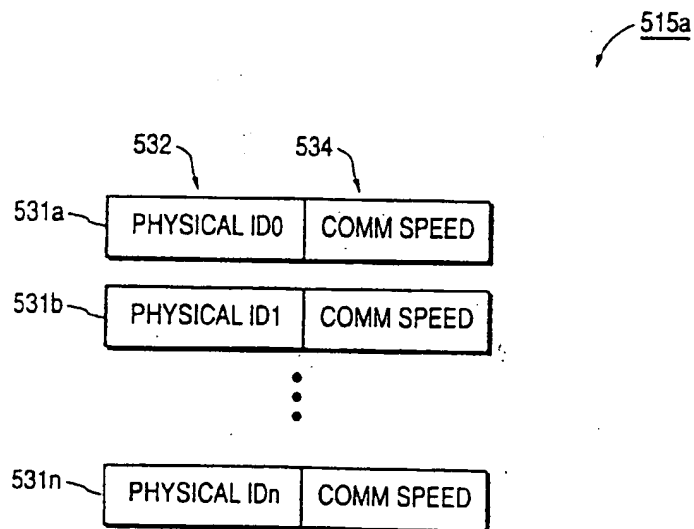 515a
532 534
531a PHYSICAL ID0 COMM SPEED
531b PHYSICAL ID1 COMM SPEED
531n PHYSICAL IDn COMM SPEED